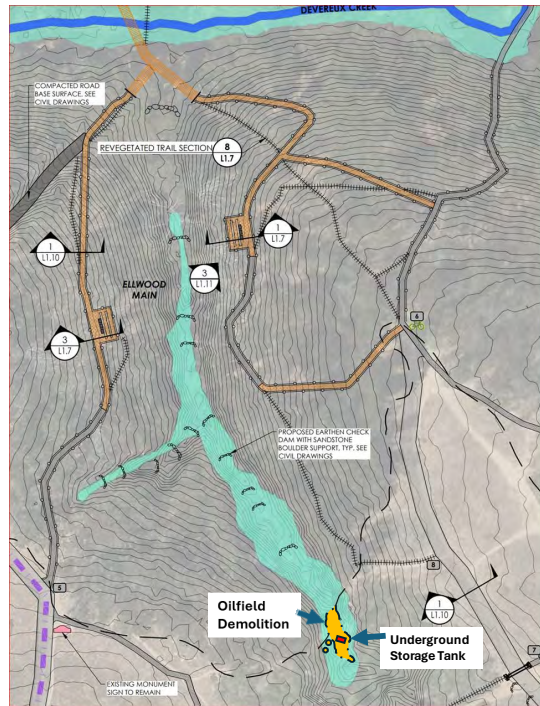 DEVEREUX CREEK
COMPACTED ROAD
BASE SURFACE, SEE
CIVIL DRAWINGS
REVEGETATED TRAIL SECTION
8
L1.7
1
L1.7
1
L1.10
ELLWOOD
MAIN
3
L1.11
6
3
L1.7
PROPOSED EARTHEN CHECK
DAM WITH SANDSTONE
BOULDER SUPPORT, TYP. SEE
CIVIL DRAWINGS
8
5
1
L1.10
Oilfield
Demolition
Underground
Storage Tank
7
EXISTING MONUMENT
SIGN TO REMAIN